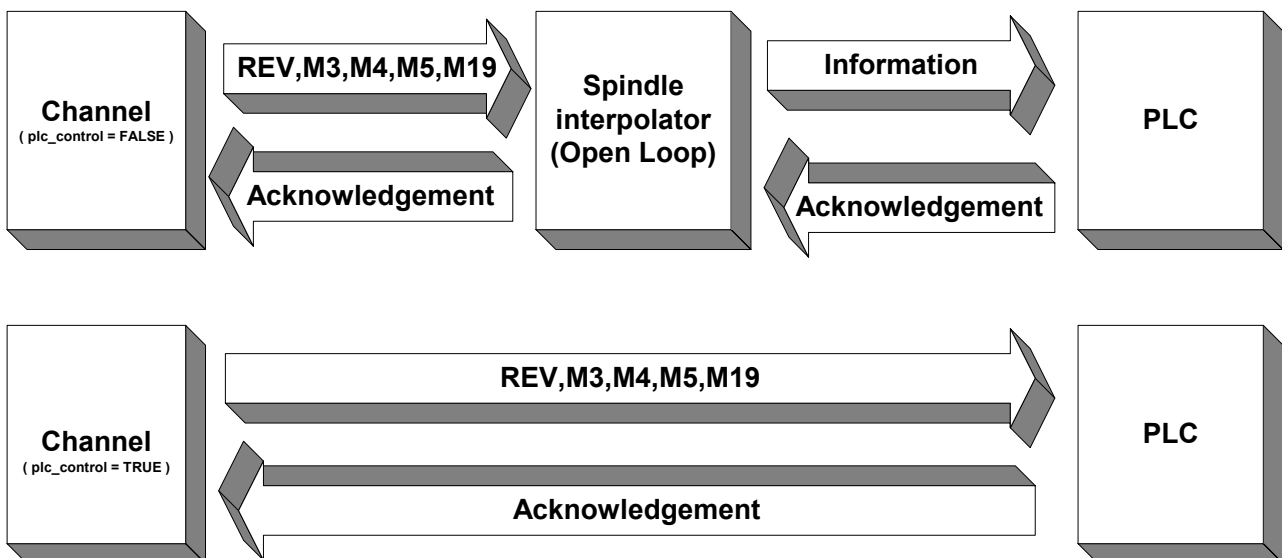 REV,M3,M4,M5,M19
Information
Channel
( plc_control = FALSE )
Spindle
interpolator
(Open Loop)
PLC
Acknowledgement
Acknowledgement
REV,M3,M4,M5,M19
Channel
( plc_control = TRUE )
PLC
Acknowledgement